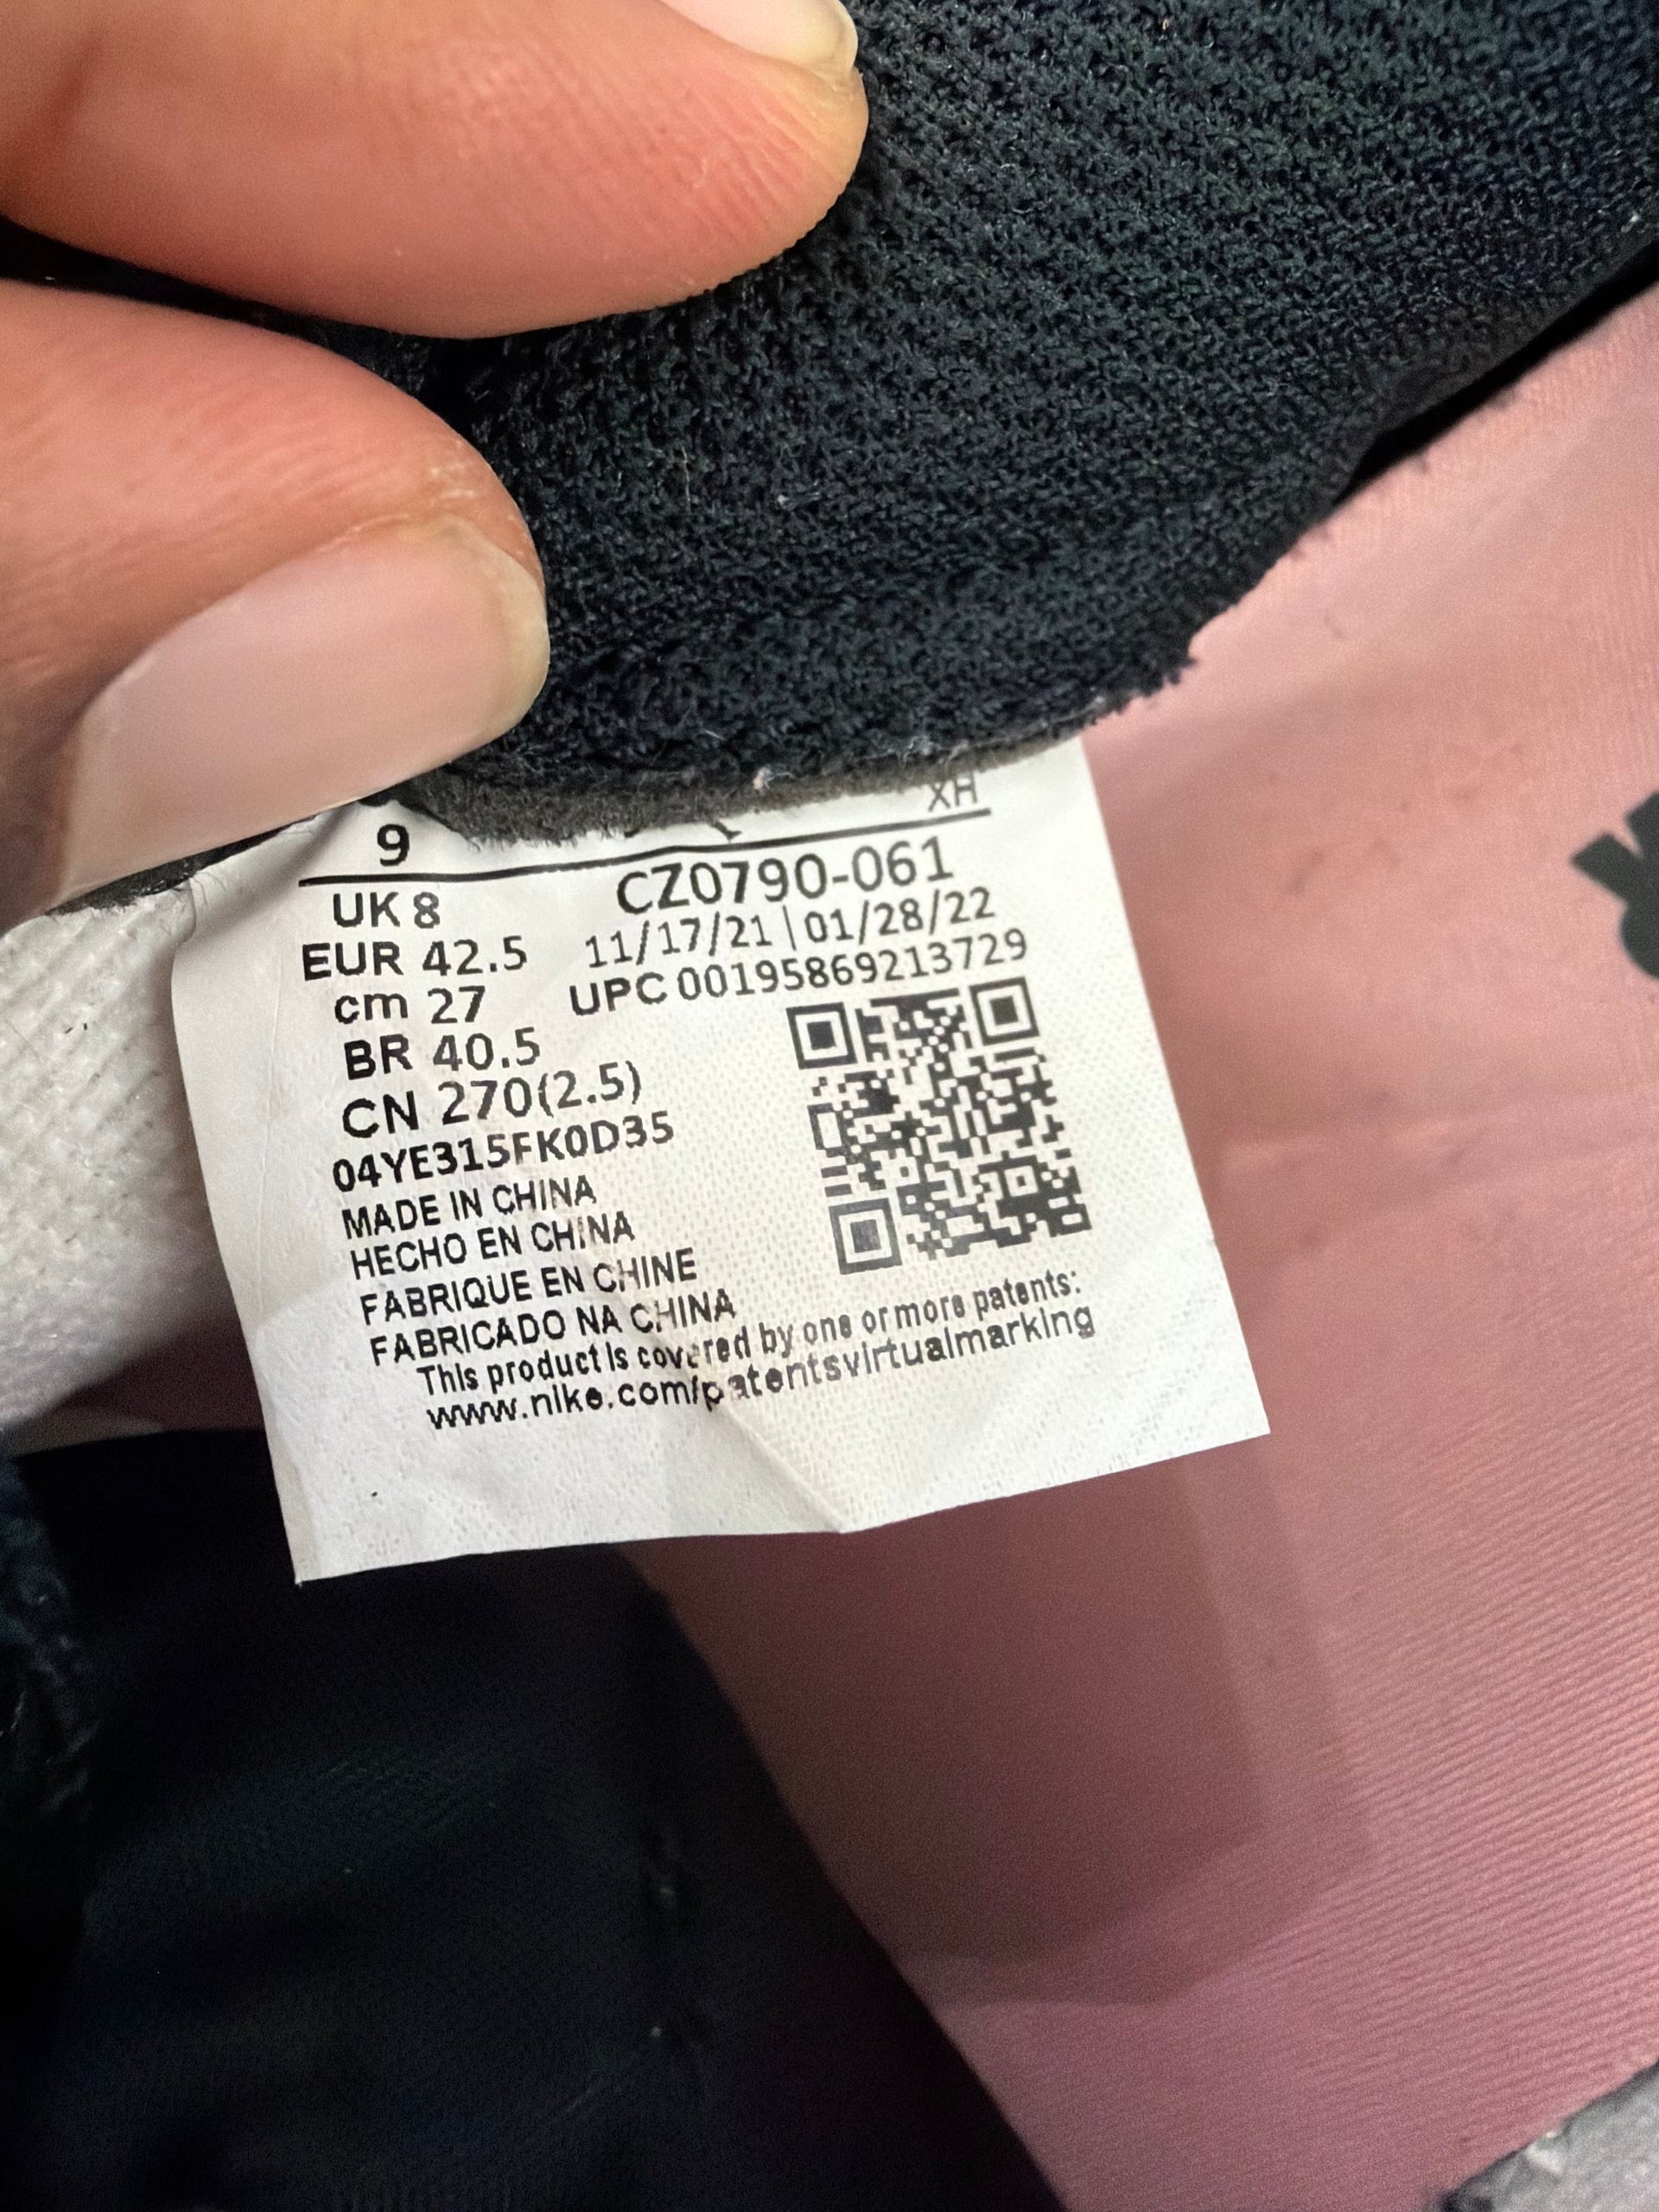 9 XH
UK 8
EUR 42.5
cm 27
BR 40.5
CN 270(2.5)
04YE315FK0D35
CZ0790-061
11/17/21 | 01/28/22
UPC 00195869213729
MADE IN CHINA
HECHO EN CHINA
FABRIQUE EN CHINE
FABRICADO NA CHINA
This product is covered by one or more patents:
www.nike.com/patentsvirtualmarking